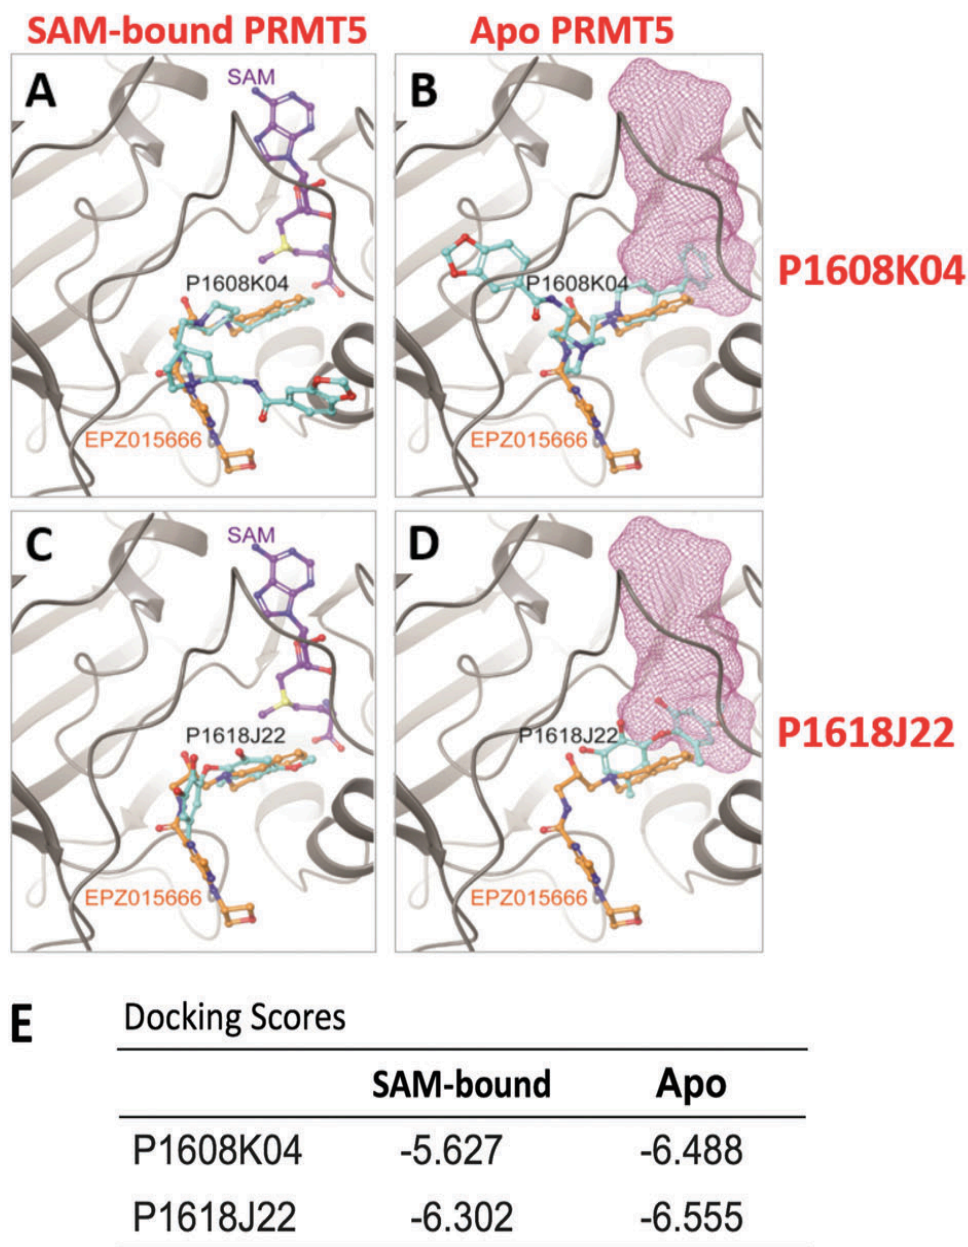 SAM-bound PRMT5
Apo PRMT5
A
SAM
P1608K04
EPZ015666
B
P1608K04
EPZ015666
P1608K04
C
SAM
P1618J22
EPZ015666
D
P1618J22
EPZ015666
P1618J22
E
Docking Scores
SAM-bound Apo
P1608K04 -5.627 -6.488
P1618J22 -6.302 -6.555